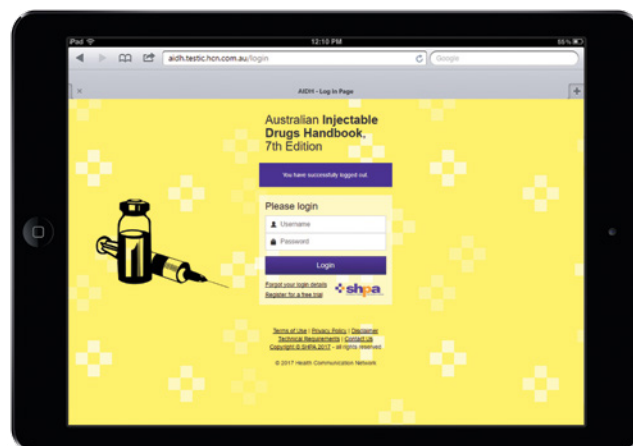 iPad
12:10 PM
55%
aidh.testic.hcn.com.au/login
Google
AIDH - Log in Page
Australian Injectable
Drugs Handbook,
7th Edition
You have successfully logged out.
Please login
Username
Password
Login
Forgot your login details
Register for a free trial
shpa
Terms of Use | Privacy Policy | Disclaimer
Technical Requirements | Contact Us
Copyright © SHPA 2017 - all rights reserved.
© 2017 Health Communication Network